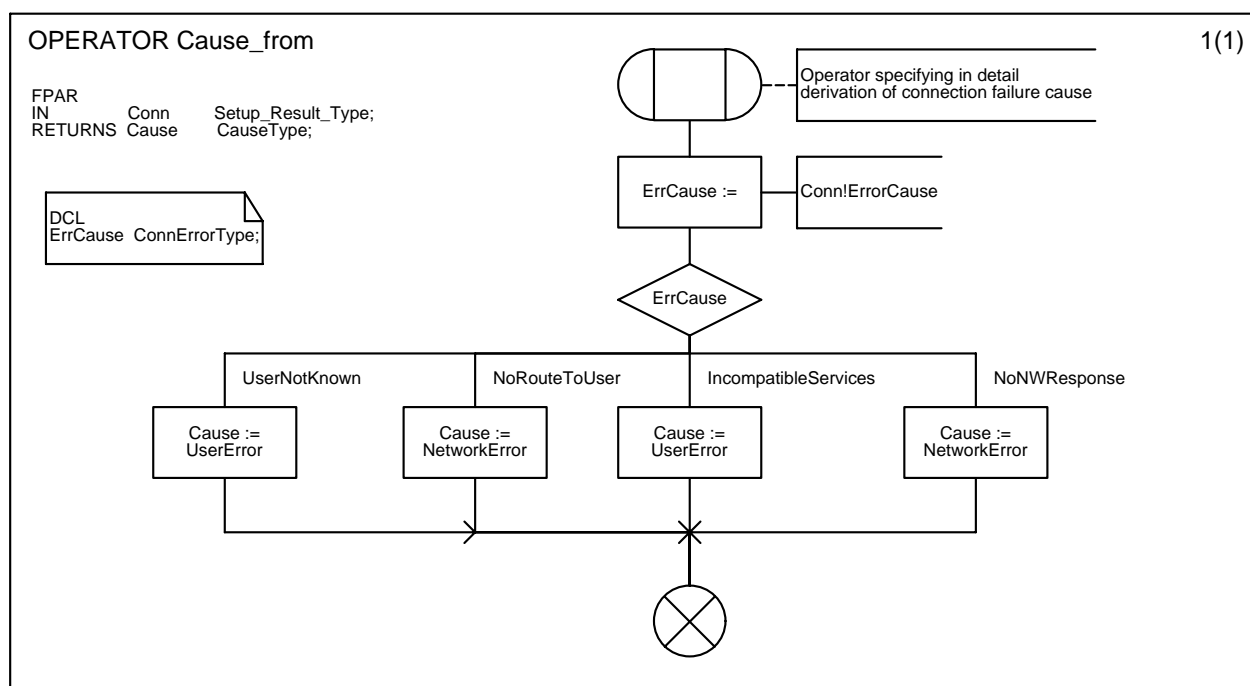 OPERATOR Cause_from
1(1)
FPAR
IN Conn Setup_Result_Type;
RETURNS Cause CauseType;
Operator specifying in detail
derivation of connection failure cause
DCL
ErrCause ConnErrorType;
ErrCause :=
Conn!ErrorCause
ErrCause
UserNotKnown
NoRouteToUser
IncompatibleServices
NoNWResponse
Cause :=
UserError
Cause :=
NetworkError
Cause :=
UserError
Cause :=
NetworkError